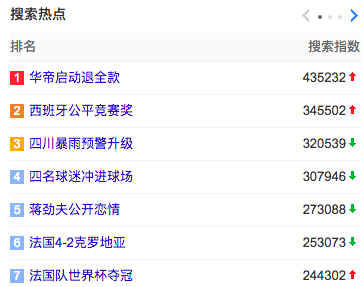 搜索热点
排名 搜索指数
1 华帝启动退全款 435232
2 西班牙公平竞赛奖 345502
3 四川暴雨预警升级 320539
4 四名球迷冲进球场 307946
5 蒋劲夫公开恋情 273088
6 法国4-2克罗地亚 253073
7 法国队世界杯夺冠 244302